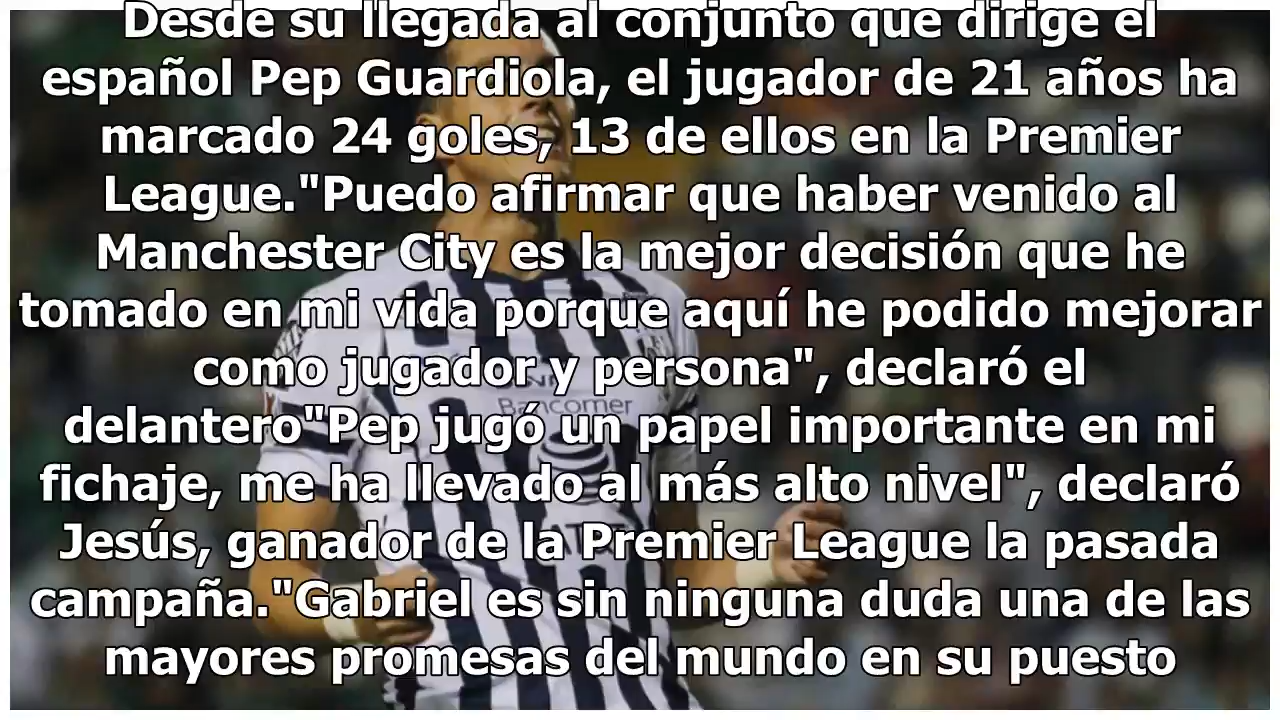 Desde su llegada al conjunto que dirige el
español Pep Guardiola, el jugador de 21 años ha
marcado 24 goles, 13 de ellos en la Premier
League."Puedo afirmar que haber venido al
Manchester City es la mejor decisión que he
tomado en mi vida porque aquí he podido mejorar
como jugador y persona", declaró el
Bancomer
delantero"Pep jugó un papel importante en mi
fichaje, me ha llevado al más alto nivel", declaró
Jesús, ganador de la Premier League la pasada
campaña."Gabriel es sin ninguna duda una de las
mayores promesas del mundo en su puesto